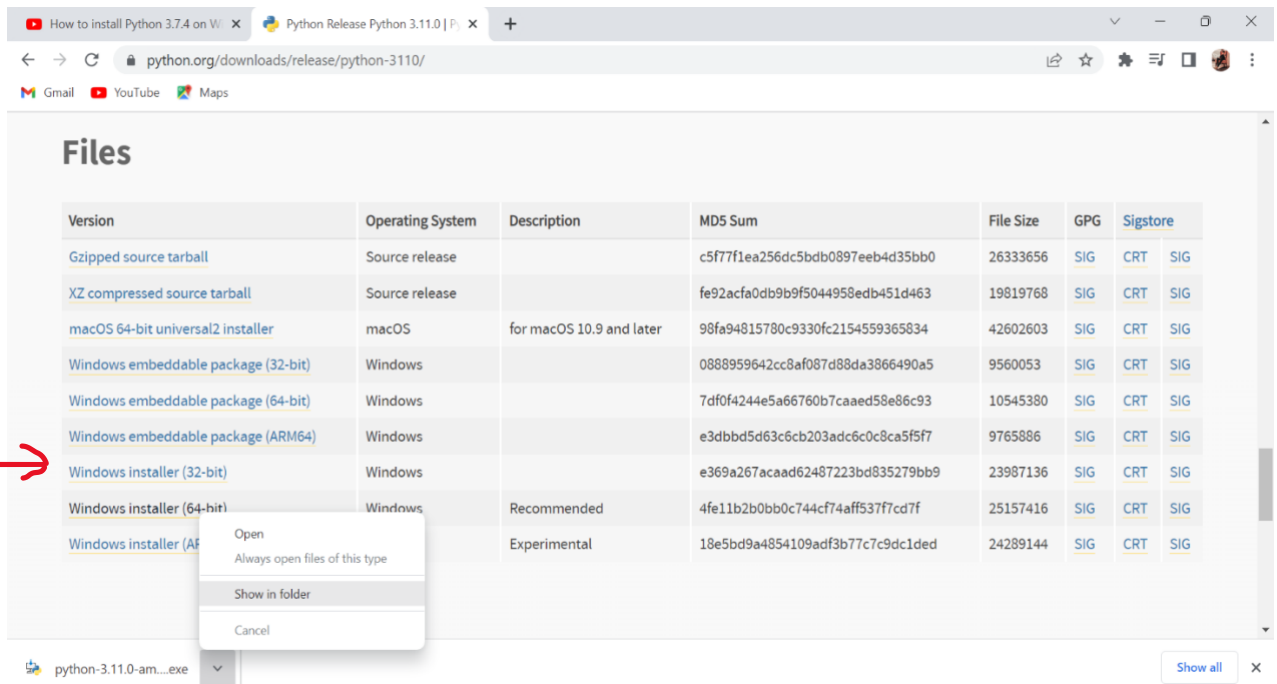 How to install Python 3.7.4 on W
Python Release Python 3.11.0 | Py
python.org/downloads/release/python-3110/
Gmail YouTube Maps
Files
Version Operating System Description MD5 Sum File Size GPG Sigstore
Gzipped source tarball Source release c5f77f1ea256dc5bdb0897eeb4d35bb0 26333656 SIG CRT SIG
XZ compressed source tarball Source release fe92acfa0db9b9f5044958edb451d463 19819768 SIG CRT SIG
macOS 64-bit universal2 installer macOS for macOS 10.9 and later 98fa94815780c9330fc2154559365834 42602603 SIG CRT SIG
Windows embeddable package (32-bit) Windows 0888959642cc8af087d88da3866490a5 9560053 SIG CRT SIG
Windows embeddable package (64-bit) Windows 7df0f4244e5a66760b7caaed58e86c93 10545380 SIG CRT SIG
Windows embeddable package (ARM64) Windows e3dbbd5d63c6cb203adc6c0c8ca5f5f7 9765886 SIG CRT SIG
Windows installer (32-bit) Windows e369a267acaad62487223bd835279bb9 23987136 SIG CRT SIG
Windows installer (64-bit) Windows Recommended 4fe11b2b0bb0c744cf74aff537f7cd7f 25157416 SIG CRT SIG
Windows installer (AR Experimental 18e5bd9a4854109adf3b77c7c9dc1ded 24289144 SIG CRT SIG
Open
Always open files of this type
Show in folder
Cancel
python-3.11.0-am....exe
Show all